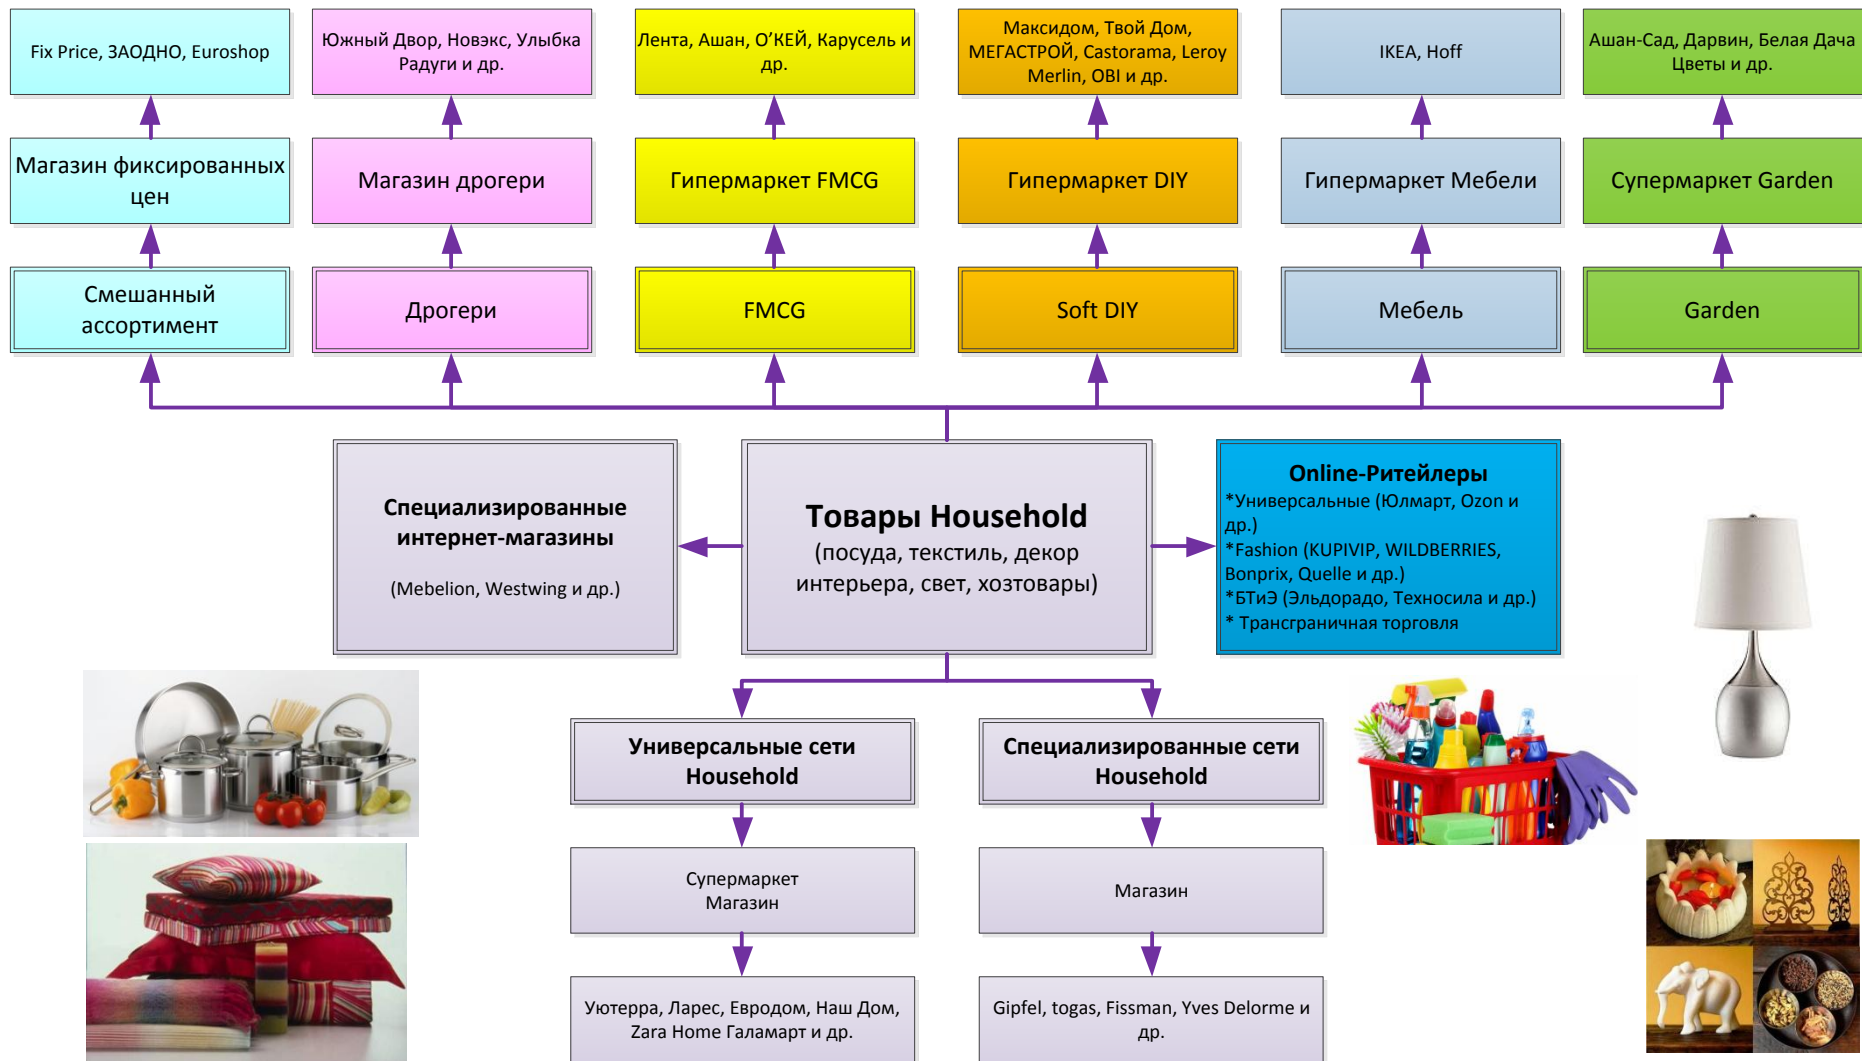 Fix Price, ЗАОДНО, Euroshop
Южный Двор, Новэкс, Улыбка
Радуги и др.
Лента, Ашан, О’КЕЙ, Карусель и
др.
Максидом, Твой Дом,
МЕГАСТРОЙ, Castorama, Leroy
Merlin, OBI и др.
IKEA, Hoff
Ашан-Сад, Дарвин, Белая Дача
Цветы и др.
Магазин фиксированных
цен
Магазин дрогери
Гипермаркет FMCG
Гипермаркет DIY
Гипермаркет Мебели
Супермаркет Garden
Смешанный
ассортимент
Дрогери
FMCG
Soft DIY
Мебель
Garden
Специализированные
интернет-магазины
(Mebelion, Westwing и др.)
Товары Household
(посуда, текстиль, декор
интерьера, свет, хозтовары)
Online-Ритейлеры
*Универсальные (Юлмарт, Ozon и
др.)
*Fashion (KUPIVIP, WILDBERRIES,
Bonprix, Quelle и др.)
*БТиЭ (Эльдорадо, Техносила и др.)
* Трансграничная торговля
Универсальные сети
Household
Специализированные сети
Household
Супермаркет
Магазин
Магазин
Уютерра, Ларес, Евродом, Наш Дом,
Zara Home Галамарт и др.
Gipfel, togas, Fissman, Yves Delorme и
др.